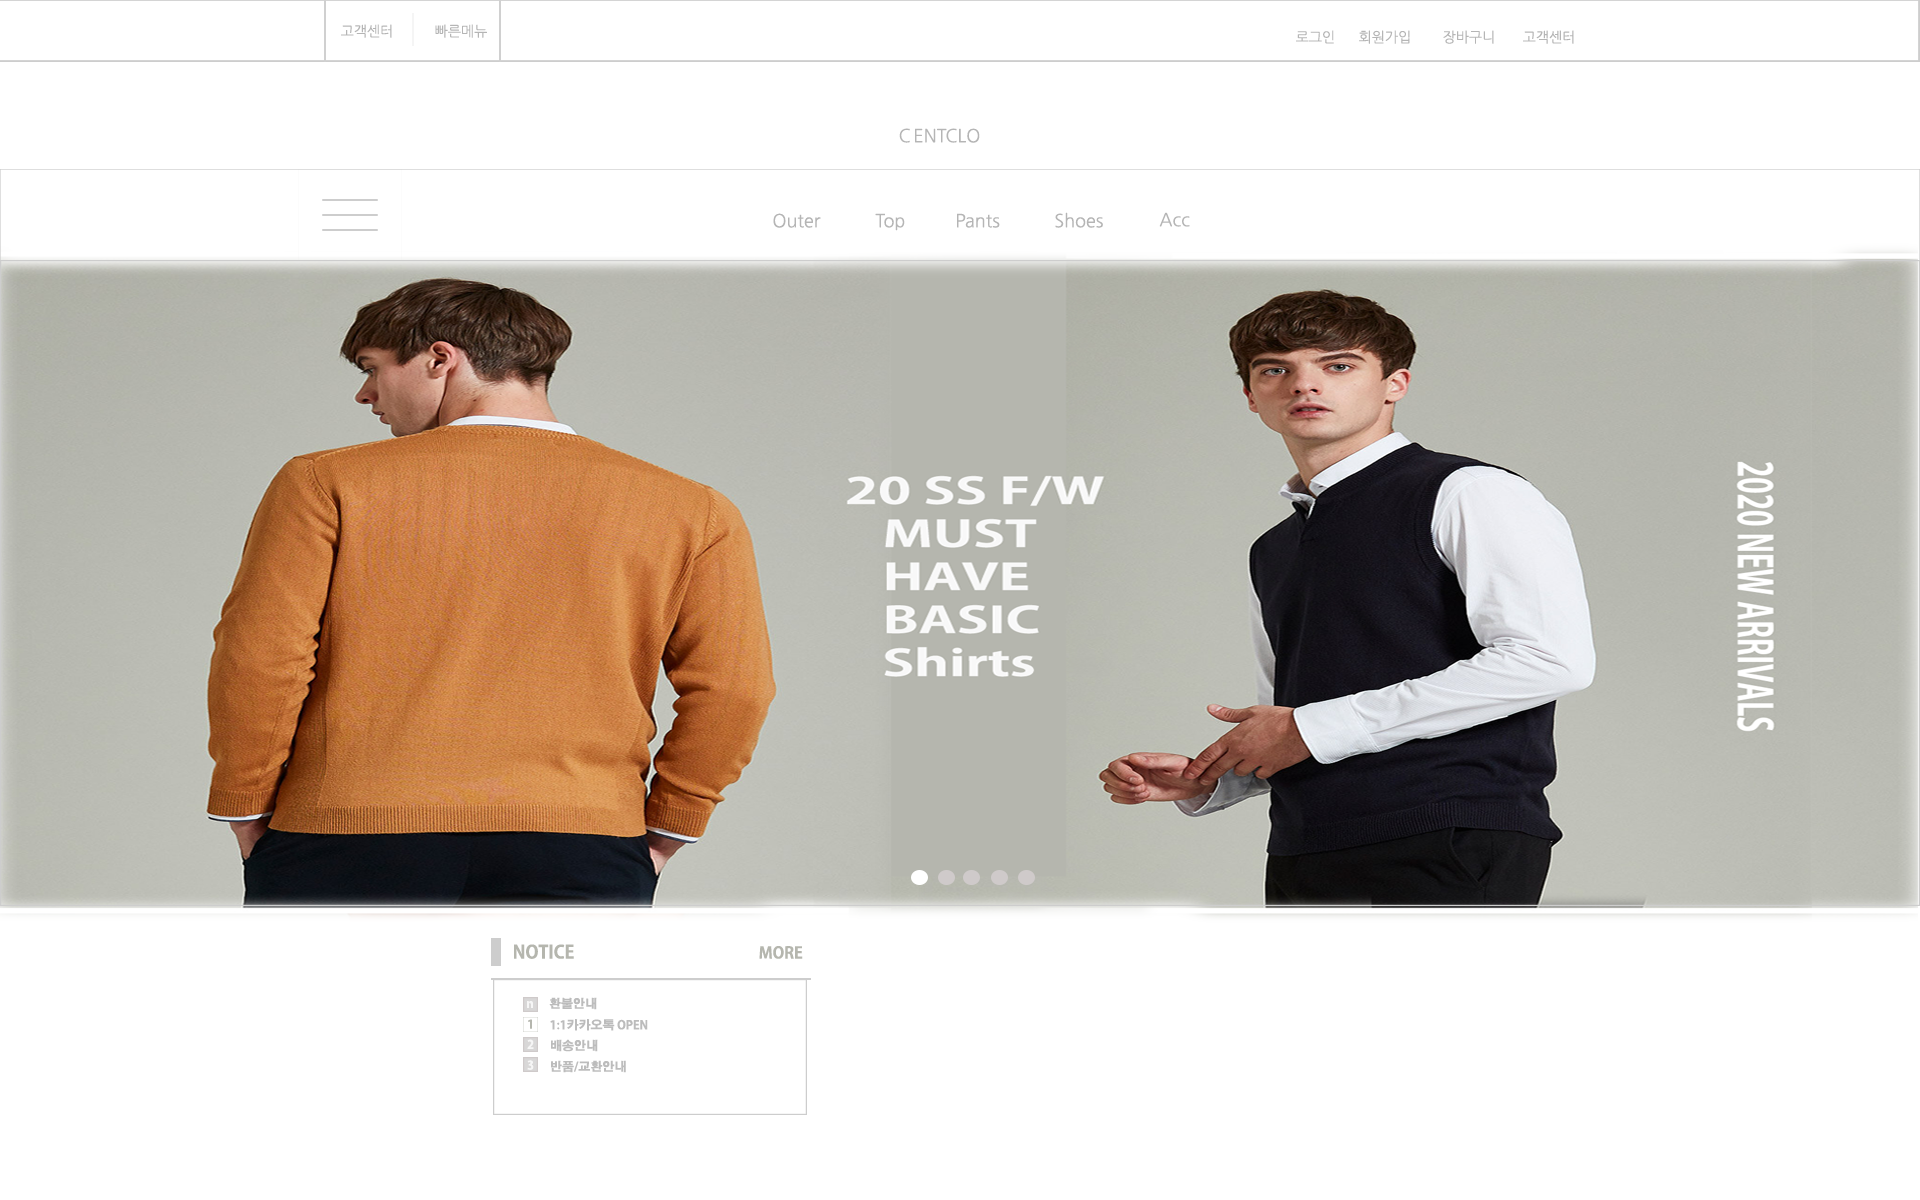 고객센터 빠른메뉴 로그인 회원가입 장바구니 고객센터
CENTCLO
Outer Top Pants Shoes Acc
20 SS F/W
MUST
HAVE
BASIC
Shirts
2020 NEW ARRIVALS
NOTICE MORE
n 환불안내
1 1:1카카오톡 OPEN
2 배송안내
3 반품/교환안내